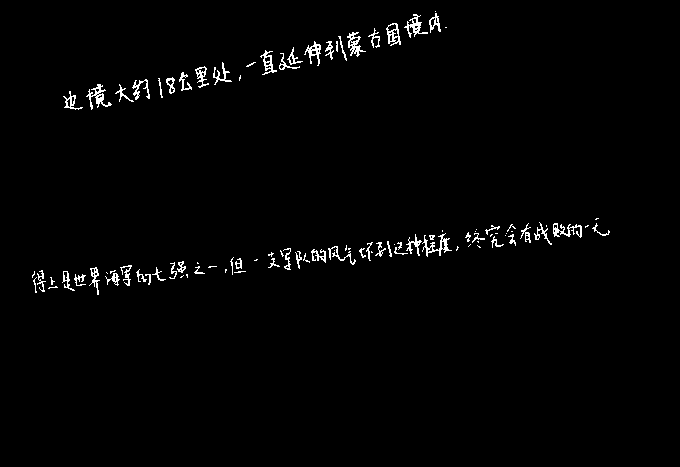 边境大约18公里处,一直延伸到蒙古国境内.
得上是世界海军的七强之一,但一支军队的风气坏到这种程度,终究会有战败的一天.